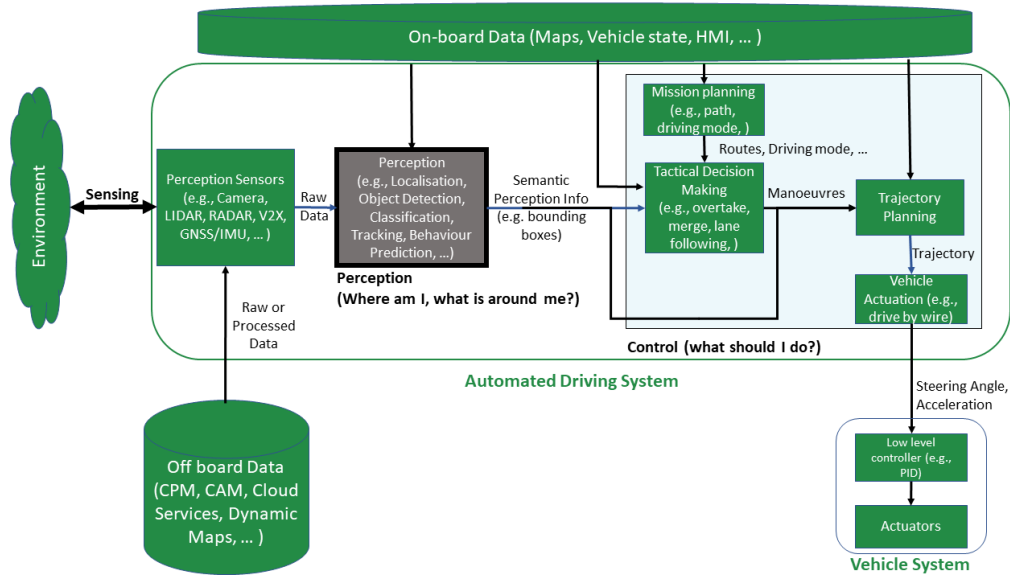 On-board Data (Maps, Vehicle state, HMI, ... )
Environment
Sensing
Perception Sensors
(e.g., Camera,
LIDAR, RADAR, V2X,
GNSS/IMU, ... )
Raw
Data
Perception
(e.g., Localisation,
Object Detection,
Classification,
Tracking, Behaviour
Prediction, ...)
Perception
(Where am I, what is around me?)
Semantic
Perception Info
(e.g. bounding
boxes)
Mission planning
(e.g., path,
driving mode, )
Routes, Driving mode, ...
Tactical Decision
Making
(e.g., overtake,
merge, lane
following, )
Manoeuvres
Trajectory
Planning
Trajectory
Vehicle
Actuation (e.g.,
drive by wire)
Control (what should I do?)
Raw or
Processed
Data
Automated Driving System
Steering Angle,
Acceleration
Off board Data
(CPM, CAM, Cloud
Services, Dynamic
Maps, ... )
Low level
controller (e.g.,
PID)
Actuators
Vehicle System